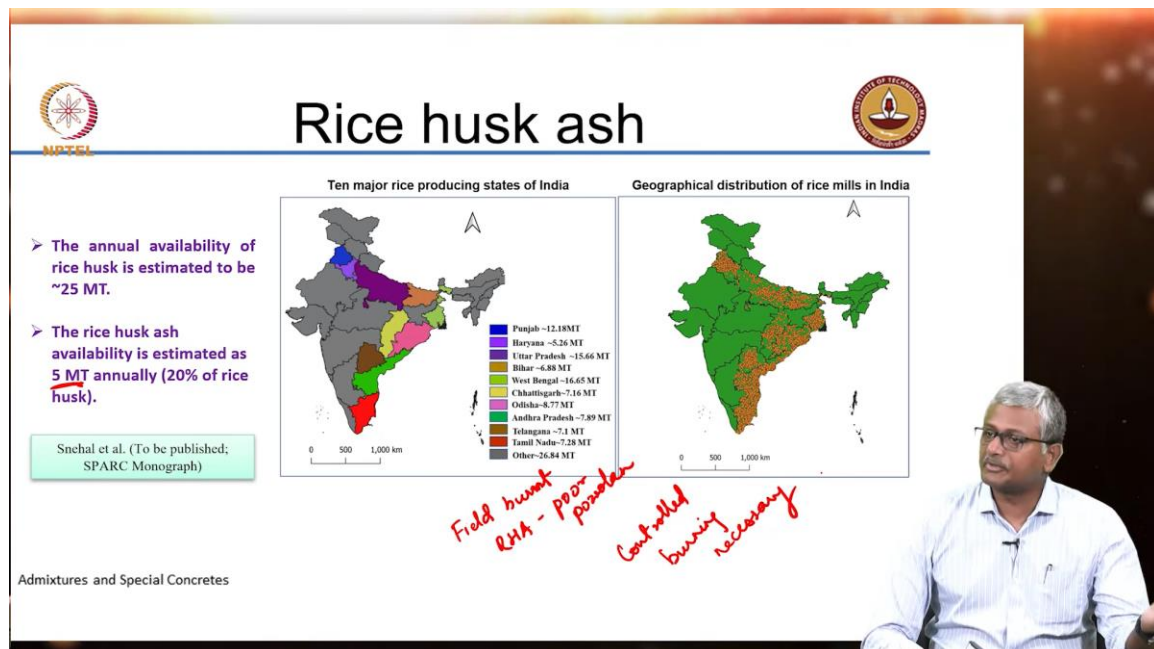 Rice husk ash
NPTEL
INDIAN INSTITUTE OF TECHNOLOGY MADRAS
Ten major rice producing states of India
Geographical distribution of rice mills in India
➢ The annual availability of
rice husk is estimated to be
~25 MT.
➢ The rice husk ash
availability is estimated as
5 MT annually (20% of rice
husk).
Snehal et al. (To be published;
SPARC Monograph)
Punjab ~12.18MT
Haryana ~5.26 MT
Uttar Pradesh ~15.66 MT
Bihar ~6.88 MT
West Bengal ~16.65 MT
Chhattisgarh~7.16 MT
Odisha~8.77 MT
Andhra Pradesh ~7.89 MT
Telangana ~7.1 MT
Tamil Nadu~7.28 MT
Other~26.84 MT
0 500 1,000 km
0 500 1,000 km
Field burnt
RHA - poor
pozzolan
Controlled
burning
necessary
Admixtures and Special Concretes